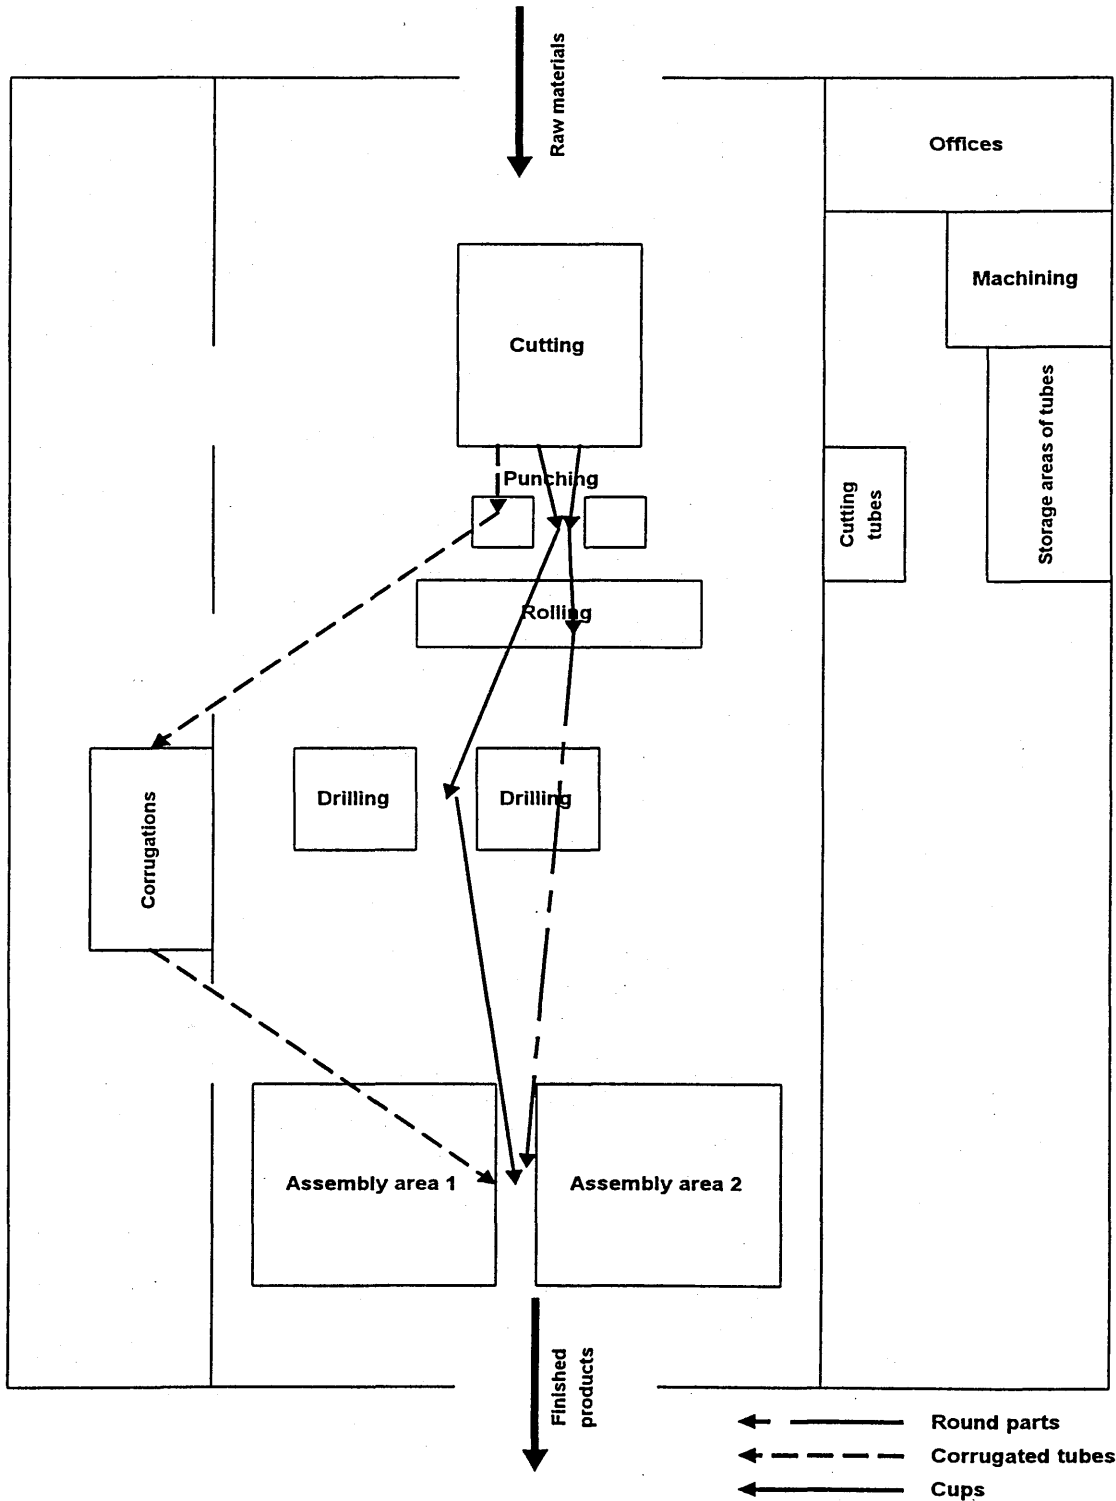 Raw materials
Offices
Machining
Cutting
Storage areas of tubes
Punching
Cutting
tubes
Rolling
Drilling
Drilling
Corrugations
Assembly area 1
Assembly area 2
Finished
products
Round parts
Corrugated tubes
Cups